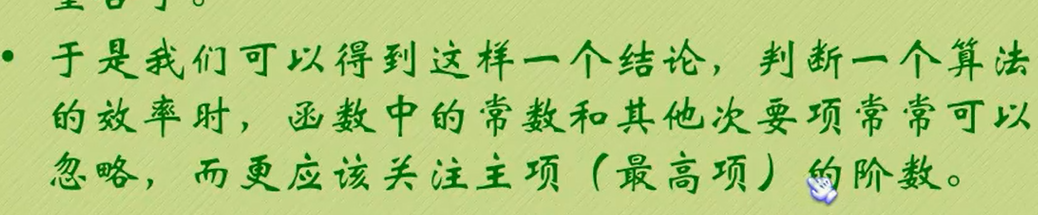 • 于是我们可以得到这样一个结论，判断一个算法
的效率时，函数中的常数和其他次要项常常可以
忽略，而更应该关注主项（最高项）的阶数。